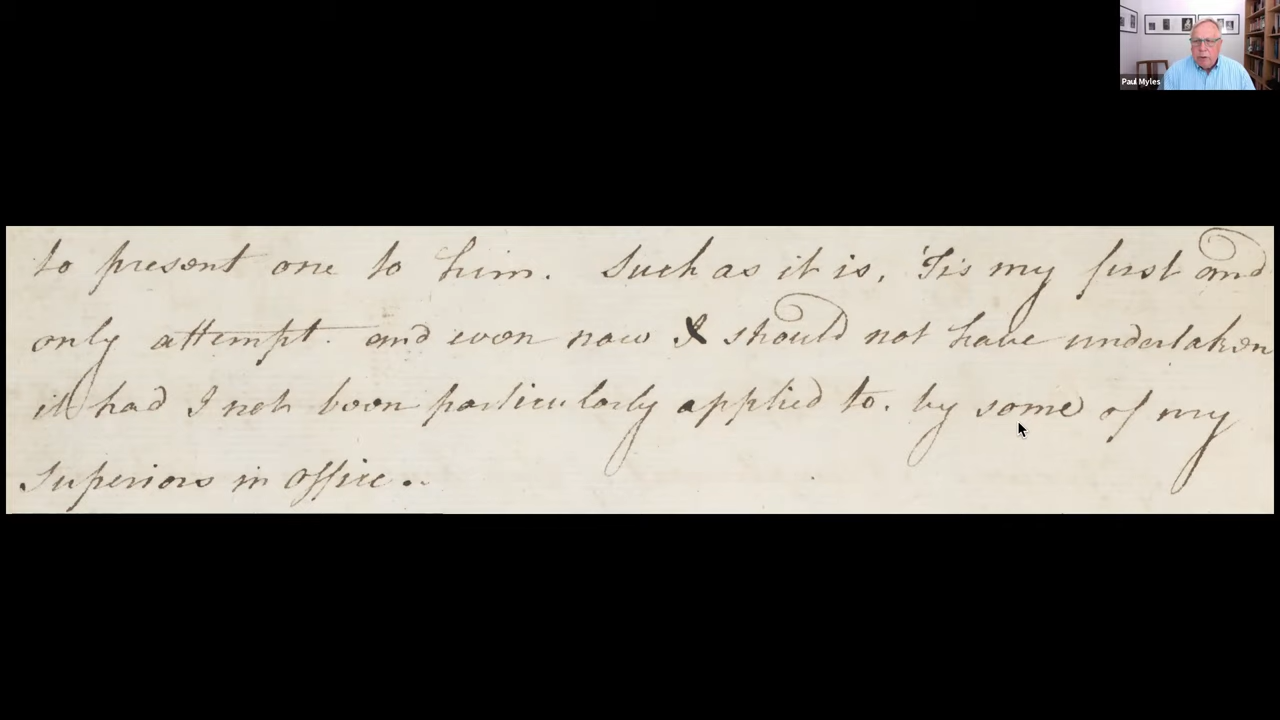 Paul Myles
to present one to him. Such as it is, 'Tis my first and
only attempt. and even now I should not have undertaken
it had I not been particularly applied to. by some of my
Superiors in office..